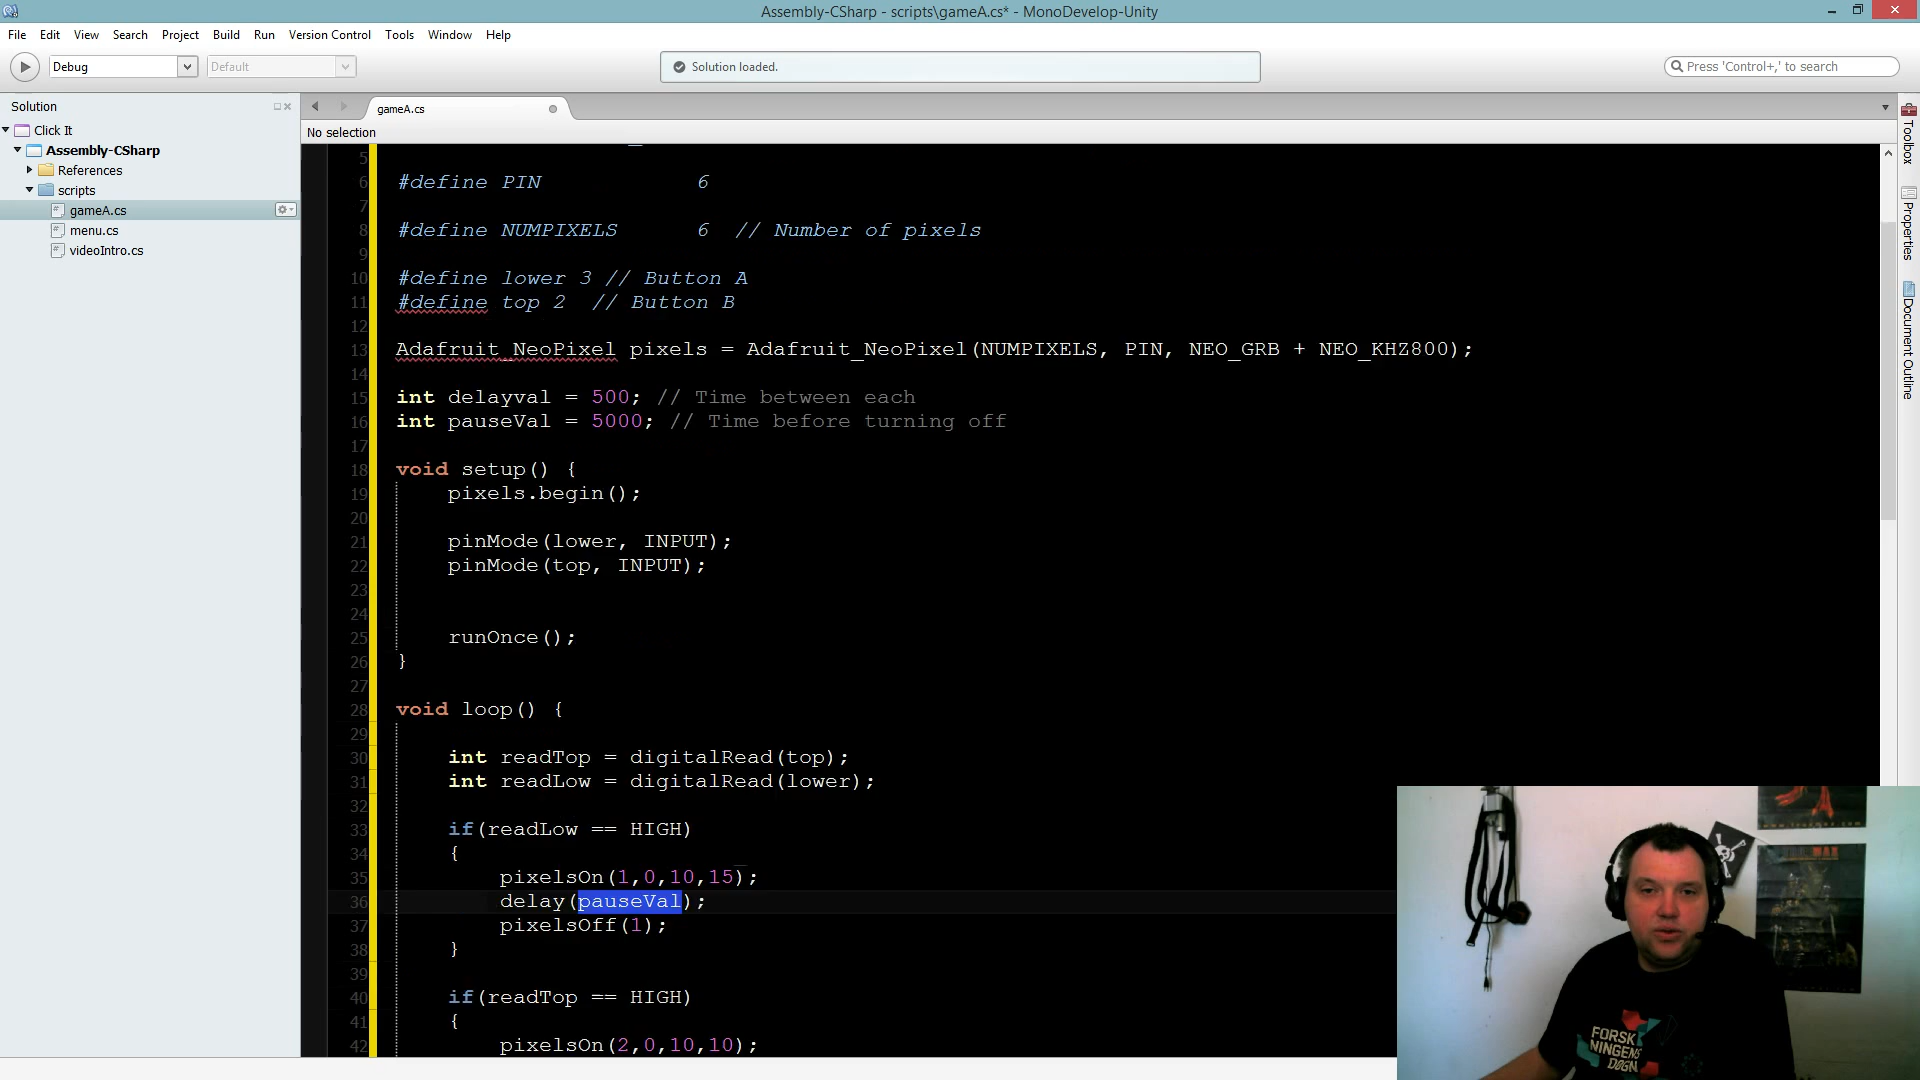 Assembly-CSharp - scripts\gameA.cs* - MonoDevelop-Unity
File Edit View Search Project Build Run Version Control Tools Window Help
Debug
Default
Solution loaded.
Press 'Control+,' to search
Solution
Click It
Assembly-CSharp
References
scripts
gameA.cs
menu.cs
videoIntro.cs
gameA.cs
No selection
5
6 #define PIN 6
7
8 #define NUMPIXELS 6 // Number of pixels
9
10 #define lower 3 // Button A
11 #define top 2 // Button B
12
13 Adafruit_NeoPixel pixels = Adafruit_NeoPixel(NUMPIXELS, PIN, NEO_GRB + NEO_KHZ800);
14
15 int delayval = 500; // Time between each
16 int pauseVal = 5000; // Time before turning off
17
18 void setup() {
19 pixels.begin();
20
21 pinMode(lower, INPUT);
22 pinMode(top, INPUT);
23
24
25 runOnce();
26 }
27
28 void loop() {
29
30 int readTop = digitalRead(top);
31 int readLow = digitalRead(lower);
32
33 if(readLow == HIGH)
34 {
35 pixelsOn(1,0,10,15);
36 delay(pauseVal);
37 pixelsOff(1);
38 }
39
40 if(readTop == HIGH)
41 {
42 pixelsOn(2,0,10,10);
Toolbox
Properties
Document Outline
FORSK
NINGENS
DØGN